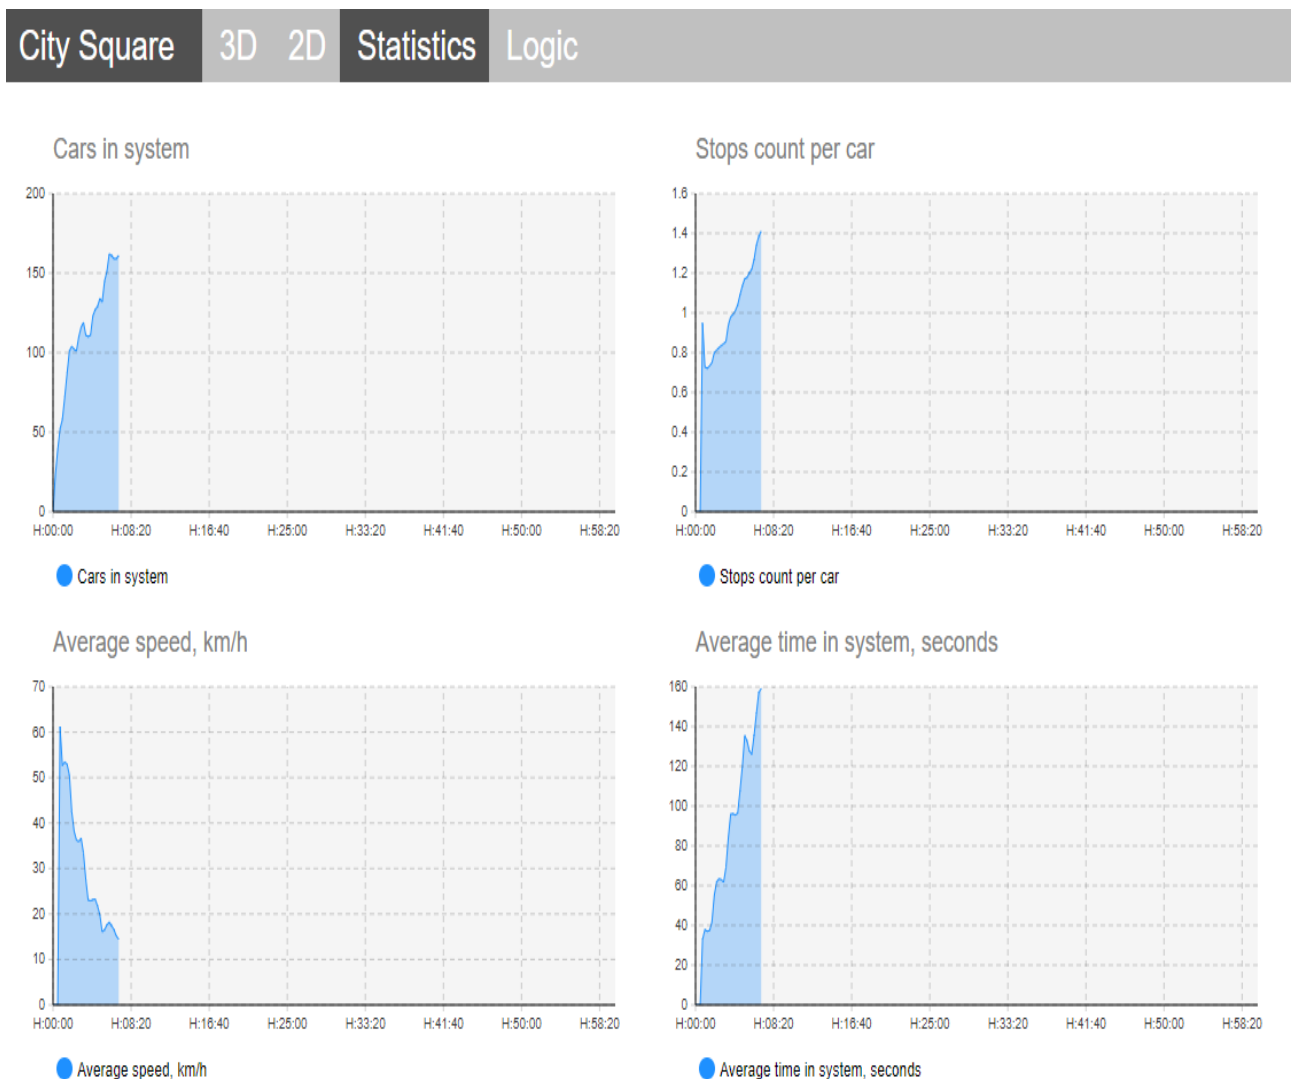 City Square 3D 2D Statistics Logic
Cars in system
200
150
100
50
0
H:00:00 H:08:20 H:16:40 H:25:00 H:33:20 H:41:40 H:50:00 H:58:20
Cars in system
Stops count per car
1.6
1.4
1.2
1
0.8
0.6
0.4
0.2
0
H:00:00 H:08:20 H:16:40 H:25:00 H:33:20 H:41:40 H:50:00 H:58:20
Stops count per car
Average speed, km/h
70
60
50
40
30
20
10
0
H:00:00 H:08:20 H:16:40 H:25:00 H:33:20 H:41:40 H:50:00 H:58:20
Average speed, km/h
Average time in system, seconds
160
140
120
100
80
60
40
20
0
H:00:00 H:08:20 H:16:40 H:25:00 H:33:20 H:41:40 H:50:00 H:58:20
Average time in system, seconds